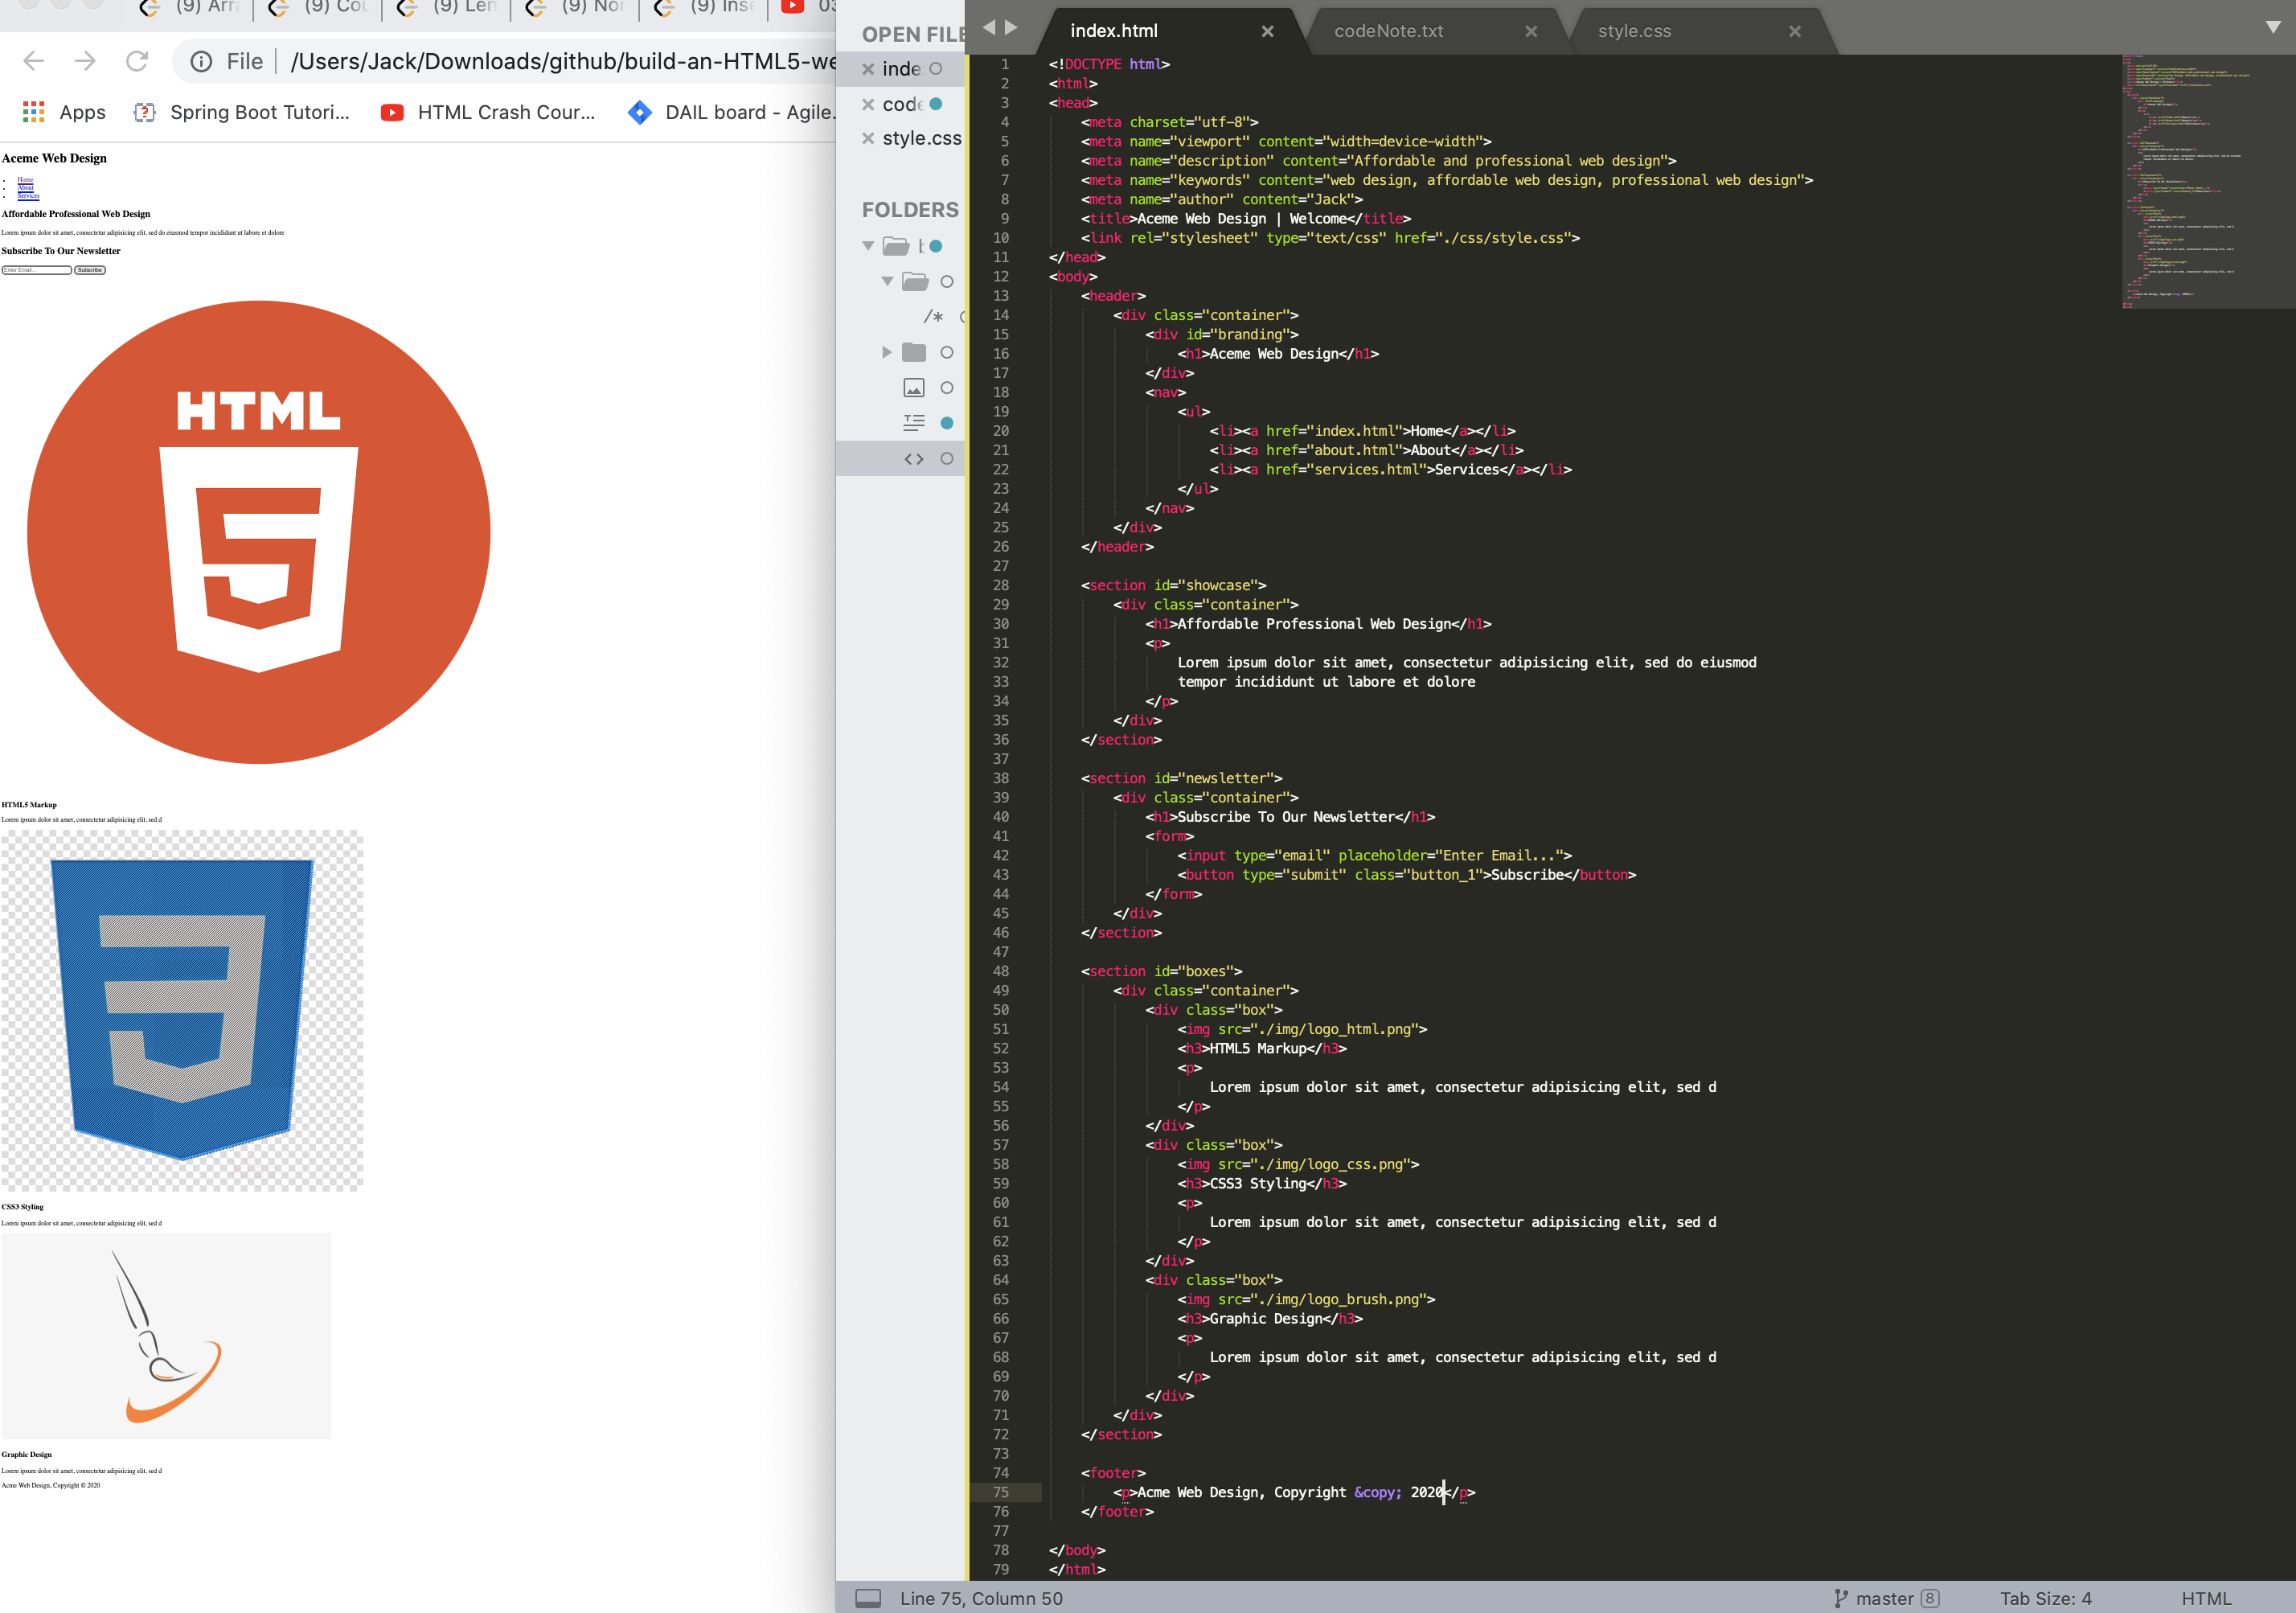 (9) Arra
(9) Cou
(9) Len
(9) Nor
(9) Inse
03
File
/Users/Jack/Downloads/github/build-an-HTML5-we
Apps
Spring Boot Tutori...
HTML Crash Cour...
DAIL board - Agile.
Aceme Web Design
Home
About
Services
Affordable Professional Web Design
Lorem ipsum dolor sit amet, consectetur adipisicing elit, sed do eiusmod tempor incididunt ut labore et dolore
Subscribe To Our Newsletter
Enter Email... Subscribe
HTML
5
HTML5 Markup
Lorem ipsum dolor sit amet, consectetur adipisicing elit, sed d
3
CSS3 Styling
Lorem ipsum dolor sit amet, consectetur adipisicing elit, sed d
Graphic Design
Lorem ipsum dolor sit amet, consectetur adipisicing elit, sed d
Acme Web Design, Copyright © 2020
OPEN FILE
inde
code
style.css
FOLDERS
b
/*
<>
index.html
codeNote.txt
style.css
1 <!DOCTYPE html>
2 <html>
3 <head>
4 <meta charset="utf-8">
5 <meta name="viewport" content="width=device-width">
6 <meta name="description" content="Affordable and professional web design">
7 <meta name="keywords" content="web design, affordable web design, professional web design">
8 <meta name="author" content="Jack">
9 <title>Aceme Web Design | Welcome</title>
10 <link rel="stylesheet" type="text/css" href="./css/style.css">
11 </head>
12 <body>
13 <header>
14 <div class="container">
15 <div id="branding">
16 <h1>Aceme Web Design</h1>
17 </div>
18 <nav>
19 <ul>
20 <li><a href="index.html">Home</a></li>
21 <li><a href="about.html">About</a></li>
22 <li><a href="services.html">Services</a></li>
23 </ul>
24 </nav>
25 </div>
26 </header>
27
28 <section id="showcase">
29 <div class="container">
30 <h1>Affordable Professional Web Design</h1>
31 <p>
32 Lorem ipsum dolor sit amet, consectetur adipisicing elit, sed do eiusmod
33 tempor incididunt ut labore et dolore
34 </p>
35 </div>
36 </section>
37
38 <section id="newsletter">
39 <div class="container">
40 <h1>Subscribe To Our Newsletter</h1>
41 <form>
42 <input type="email" placeholder="Enter Email...">
43 <button type="submit" class="button_1">Subscribe</button>
44 </form>
45 </div>
46 </section>
47
48 <section id="boxes">
49 <div class="container">
50 <div class="box">
51 <img src="./img/logo_html.png">
52 <h3>HTML5 Markup</h3>
53 <p>
54 Lorem ipsum dolor sit amet, consectetur adipisicing elit, sed d
55 </p>
56 </div>
57 <div class="box">
58 <img src="./img/logo_css.png">
59 <h3>CSS3 Styling</h3>
60 <p>
61 Lorem ipsum dolor sit amet, consectetur adipisicing elit, sed d
62 </p>
63 </div>
64 <div class="box">
65 <img src="./img/logo_brush.png">
66 <h3>Graphic Design</h3>
67 <p>
68 Lorem ipsum dolor sit amet, consectetur adipisicing elit, sed d
69 </p>
70 </div>
71 </div>
72 </section>
73
74 <footer>
75 <p>Acme Web Design, Copyright &copy; 2020</p>
76 </footer>
77
78 </body>
79 </html>
Line 75, Column 50
master 8
Tab Size: 4
HTML